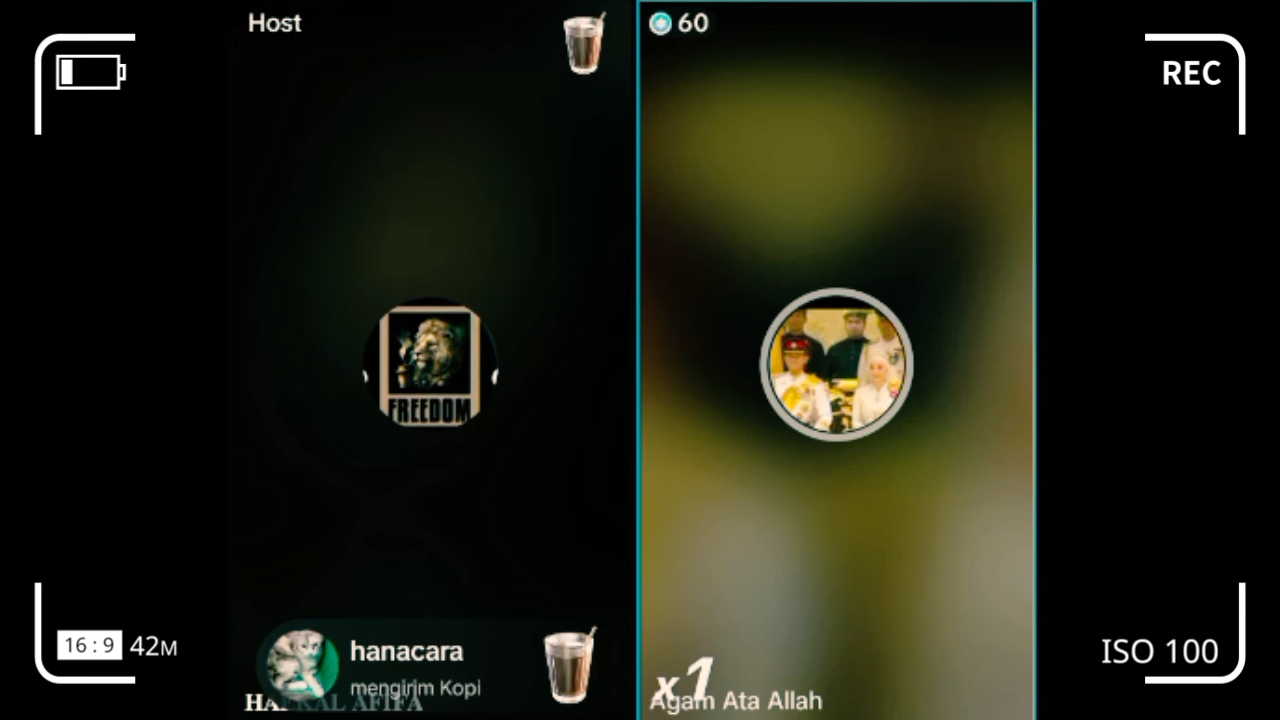 Host
60
REC
FREEDOM
hanacara
mengirim Kopi
x1
Agam Ata Allah
16:9 42M
ISO 100